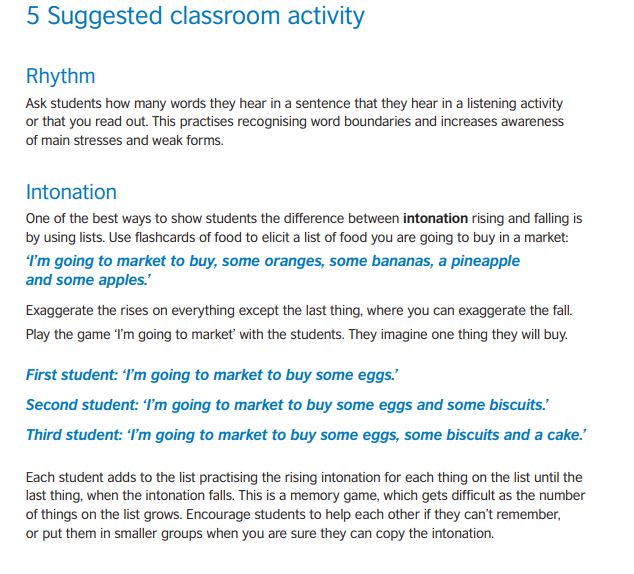 5 Suggested classroom activity
Rhythm
Ask students how many words they hear in a sentence that they hear in a listening activity
or that you read out. This practises recognising word boundaries and increases awareness
of main stresses and weak forms.
Intonation
One of the best ways to show students the difference between intonation rising and falling is
by using lists. Use flashcards of food to elicit a list of food you are going to buy in a market:
‘I’m going to market to buy, some oranges, some bananas, a pineapple
and some apples.’
Exaggerate the rises on everything except the last thing, where you can exaggerate the fall.
Play the game ‘I’m going to market’ with the students. They imagine one thing they will buy.
First student: ‘I’m going to market to buy some eggs.’
Second student: ‘I’m going to market to buy some eggs and some biscuits.’
Third student: ‘I’m going to market to buy some eggs, some biscuits and a cake.’
Each student adds to the list practising the rising intonation for each thing on the list until the
last thing, when the intonation falls. This is a memory game, which gets difficult as the number
of things on the list grows. Encourage students to help each other if they can’t remember,
or put them in smaller groups when you are sure they can copy the intonation.